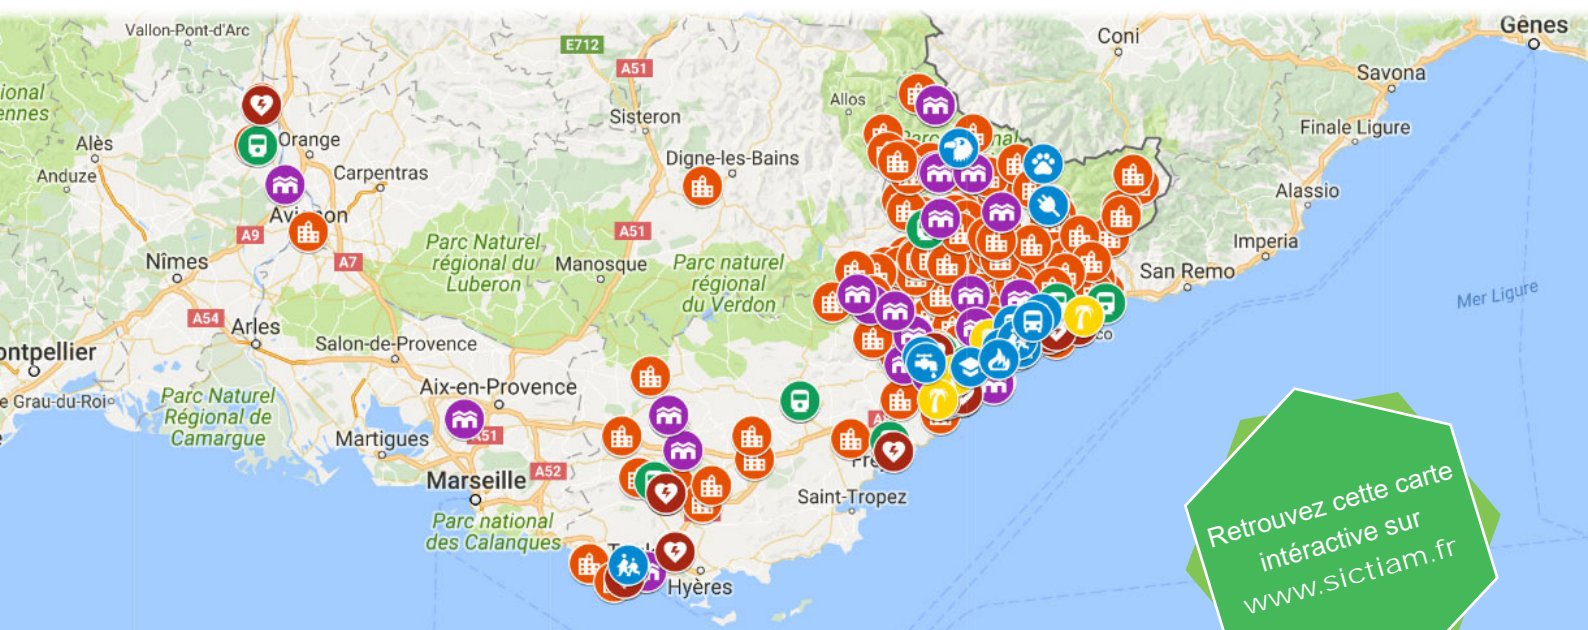 Vallon-Pont-d'Arc
E712
A51
Coni
Gênes
Savona
Allos
Sisteron
Finale Ligure
Alès
Orange
Anduze
Carpentras
Digne-les-Bains
Alassio
A9
A7
A51
Nîmes
Parc Naturel
régional du
Luberon
Manosque
Parc naturel
régional
du Verdon
Imperia
San Remo
Mer Ligure
A54
Arles
Salon-de-Provence
Aix-en-Provence
Grau-du-Roi
Parc Naturel
Régional de
Camargue
Martigues
A51
A52
Marseille
Saint-Tropez
Parc national
des Calanques
Hyères
Retrouvez cette carte
intéractive sur
www.sictiam.fr